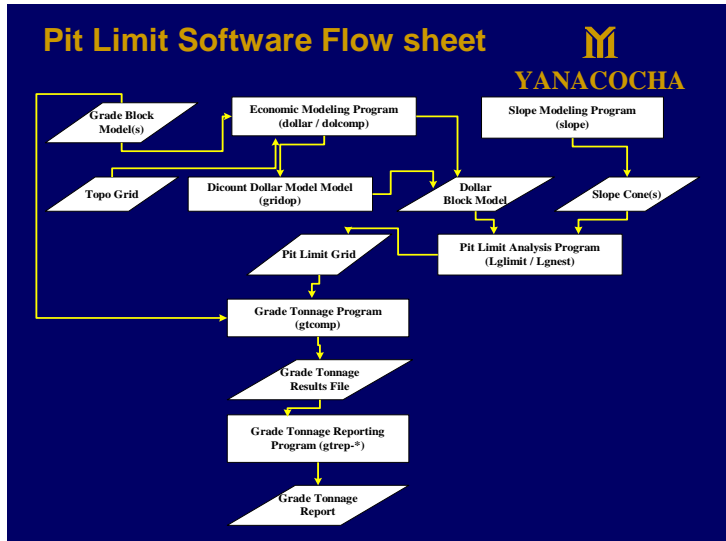 Pit Limit Software Flow sheet
YANACOCHA
Grade Block
Model(s)
Economic Modeling Program
(dollar / dolcomp)
Slope Modeling Program
(slope)
Topo Grid
Dicount Dollar Model Model
(gridop)
Dollar
Block Model
Slope Cone(s)
Pit Limit Grid
Pit Limit Analysis Program
(Lglimit / Lgnest)
Grade Tonnage Program
(gtcomp)
Grade Tonnage
Results File
Grade Tonnage Reporting
Program (gtrep-*)
Grade Tonnage
Report